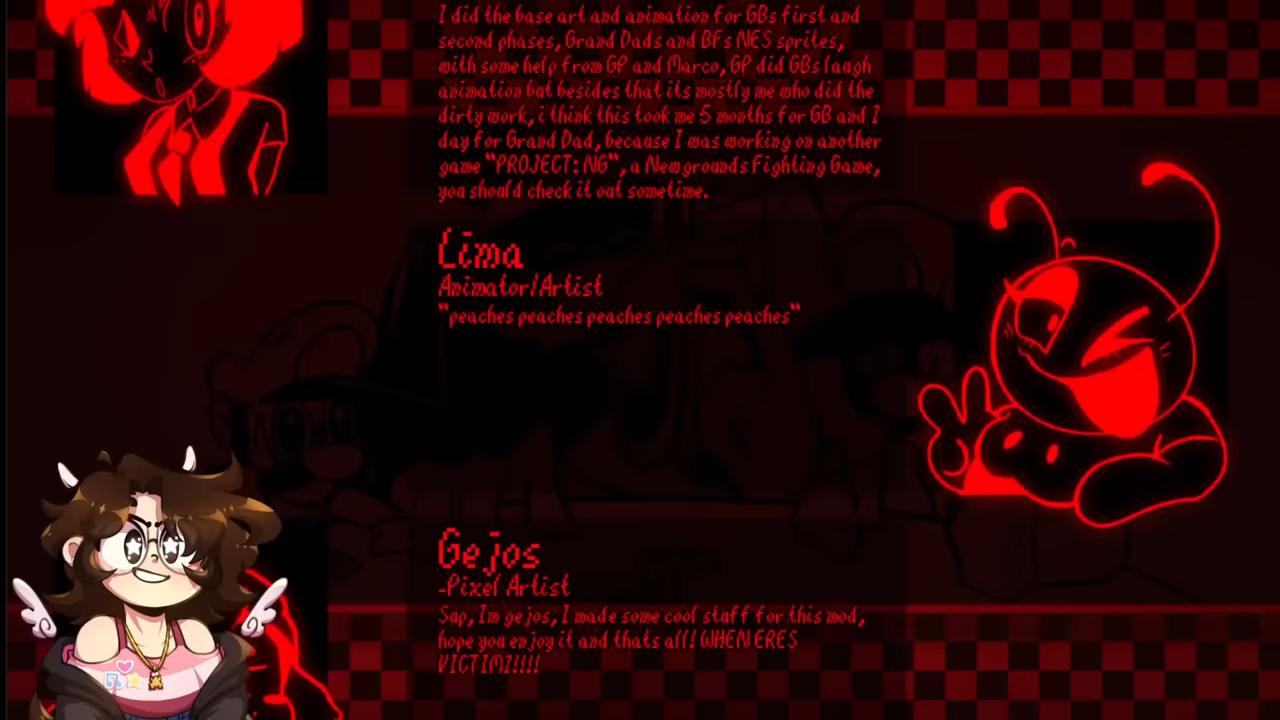 I did the base art and animation for GBs first and
second phases, Grand Dads and BFs NES sprites,
with some help from GP and Marco, GP did GBs laugh
animation but besides that its mostly me who did the
dirty work, i think this took me 5 months for GB and 1
day for Grand Dad, because I was working on another
game "PROJECT: NG", a Newgrounds Fighting Game,
you should check it out sometime.
Lima
Animator/Artist
"peaches peaches peaches peaches peaches"
Gejos
-Pixel Artist
Sup, Im gejos, I made some cool stuff for this mod,
hope you enjoy it and thats all! WHEN ERES
VICTIMI!!!!